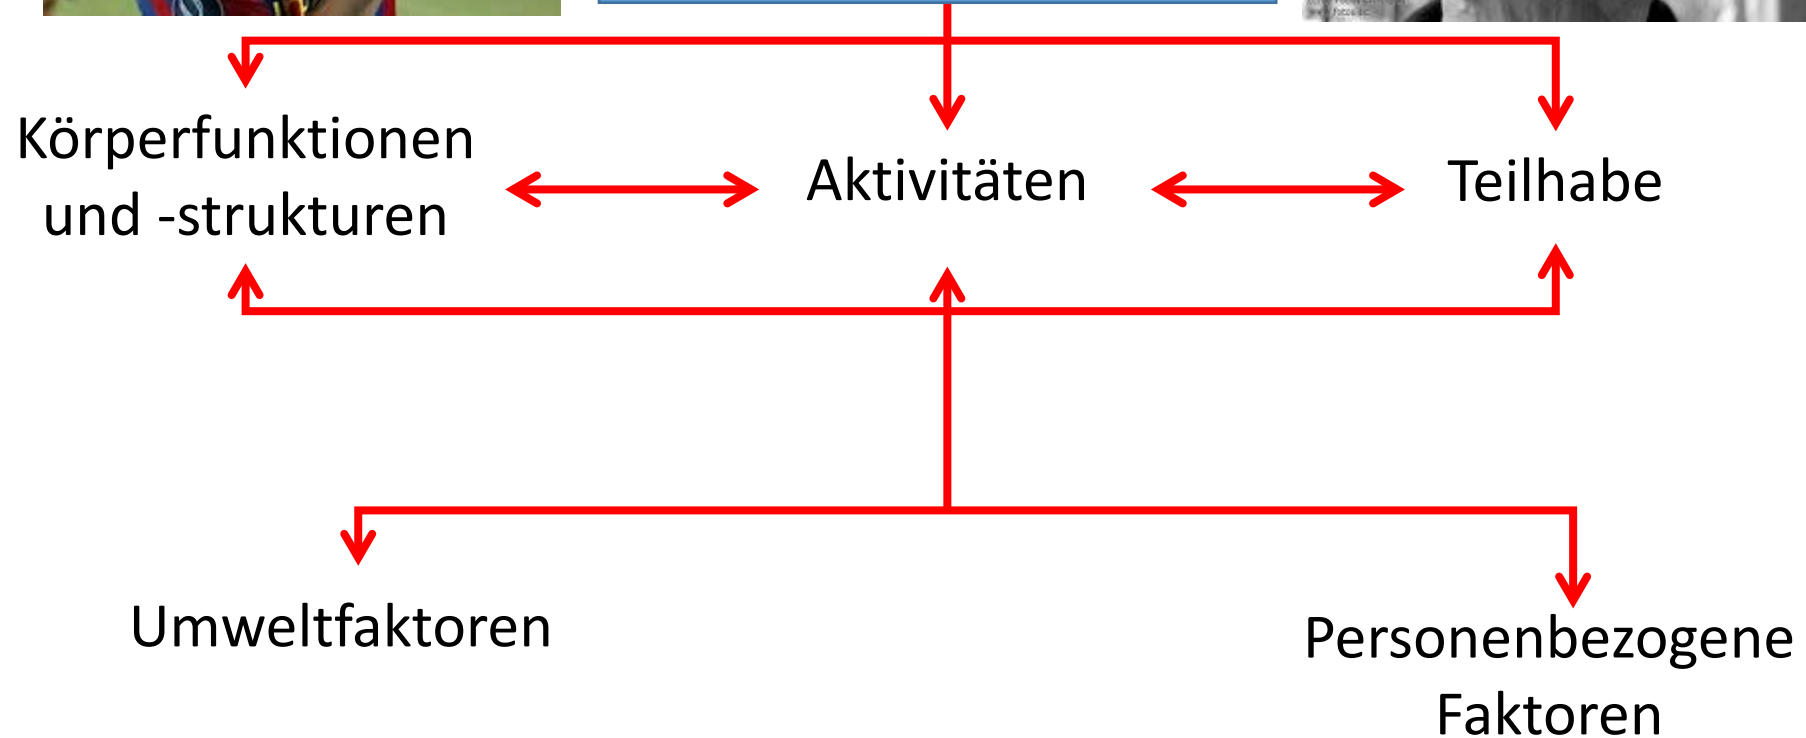 Körperfunktionen
und -strukturen
Aktivitäten
Teilhabe
Umweltfaktoren
Personenbezogene
Faktoren